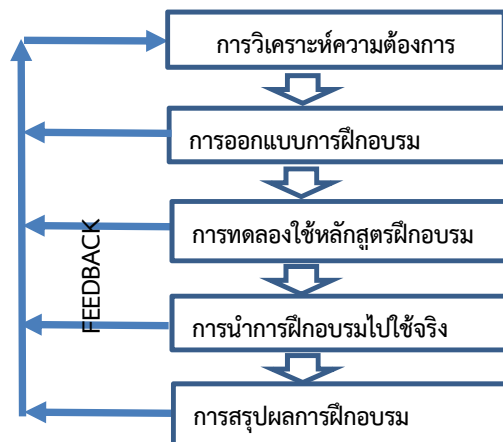 การวิเคราะห์ความต้องการ
การออกแบบการฝึกอบรม
การทดลองใช้หลักสูตรฝึกอบรม
การนำการฝึกอบรมไปใช้จริง
การสรุปผลการฝึกอบรม
FEEDBACK